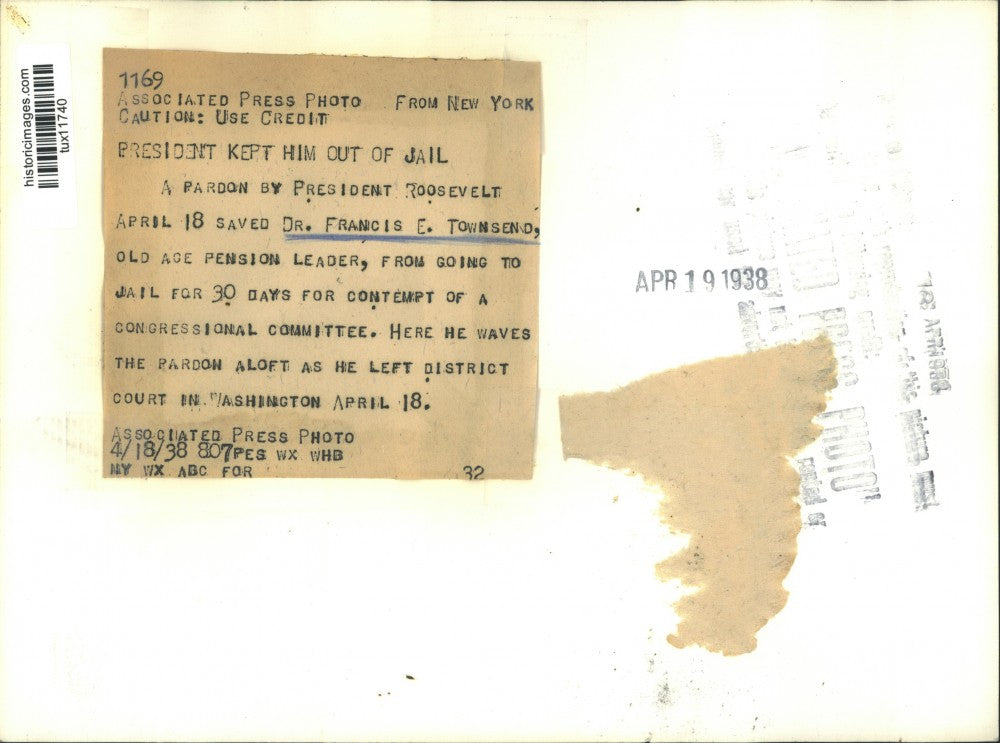 historicimages.com
tux11740
1169
ASSOCIATED PRESS PHOTO FROM NEW YORK
CAUTION: USE CREDIT
PRESIDENT KEPT HIM OUT OF JAIL
A PARDON BY PRESIDENT ROOSEVELT
APRIL 18 SAVED DR. FRANCIS E. TOWNSEND,
OLD AGE PENSION LEADER, FROM GOING TO
JAIL FOR 30 DAYS FOR CONTEMPT OF A
CONGRESSIONAL COMMITTEE. HERE HE WAVES
THE PARDON ALOFT AS HE LEFT DISTRICT
COURT IN WASHINGTON APRIL 18.
ASSOCIATED PRESS PHOTO
4/18/38 807PES WX WHB
NY WX ABC FOR 32
APR 19 1938
PHOTO